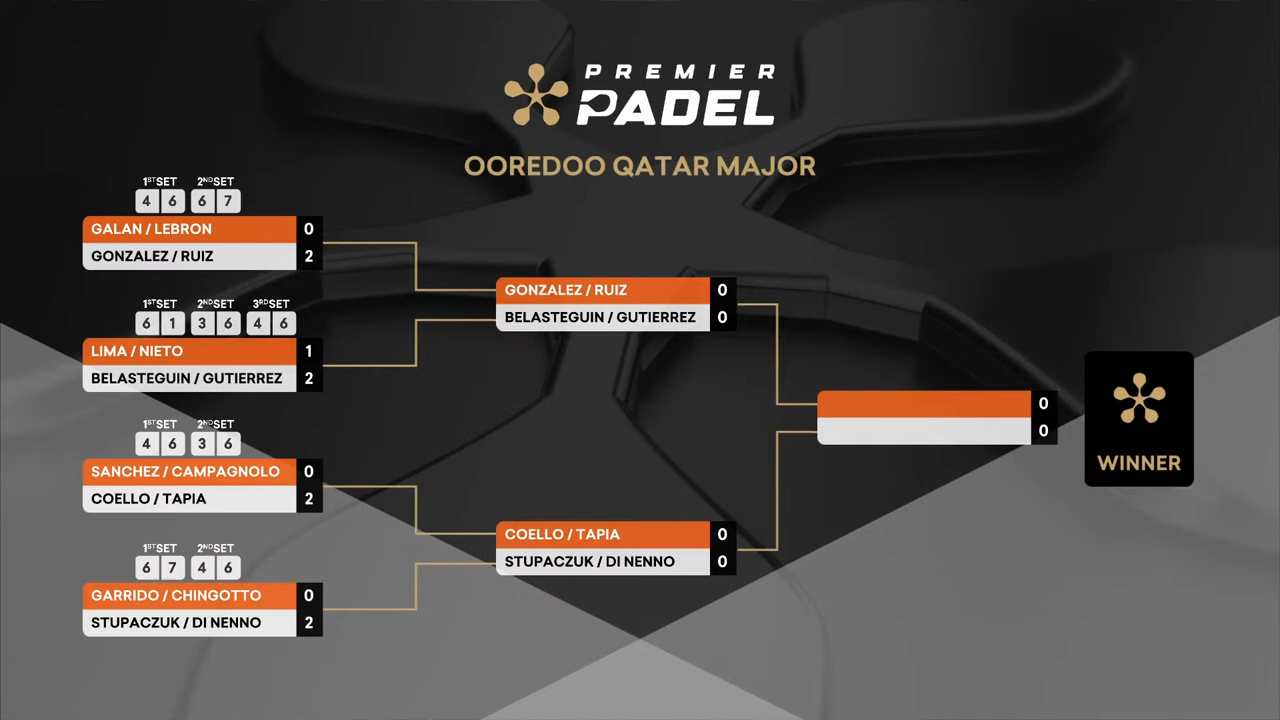 PREMIER
PADEL
OOREDOO QATAR MAJOR
1ST SET 2ND SET
4 6 6 7
GALAN / LEBRON 0
GONZALEZ / RUIZ 2
1ST SET 2ND SET 3RD SET
6 1 3 6 4 6
LIMA / NIETO 1
BELASTEGUIN / GUTIERREZ 2
1ST SET 2ND SET
4 6 3 6
SANCHEZ / CAMPAGNOLO 0
COELLO / TAPIA 2
1ST SET 2ND SET
6 7 4 6
GARRIDO / CHINGOTTO 0
STUPACZUK / DI NENNO 2
GONZALEZ / RUIZ 0
BELASTEGUIN / GUTIERREZ 0
COELLO / TAPIA 0
STUPACZUK / DI NENNO 0
0
0
WINNER